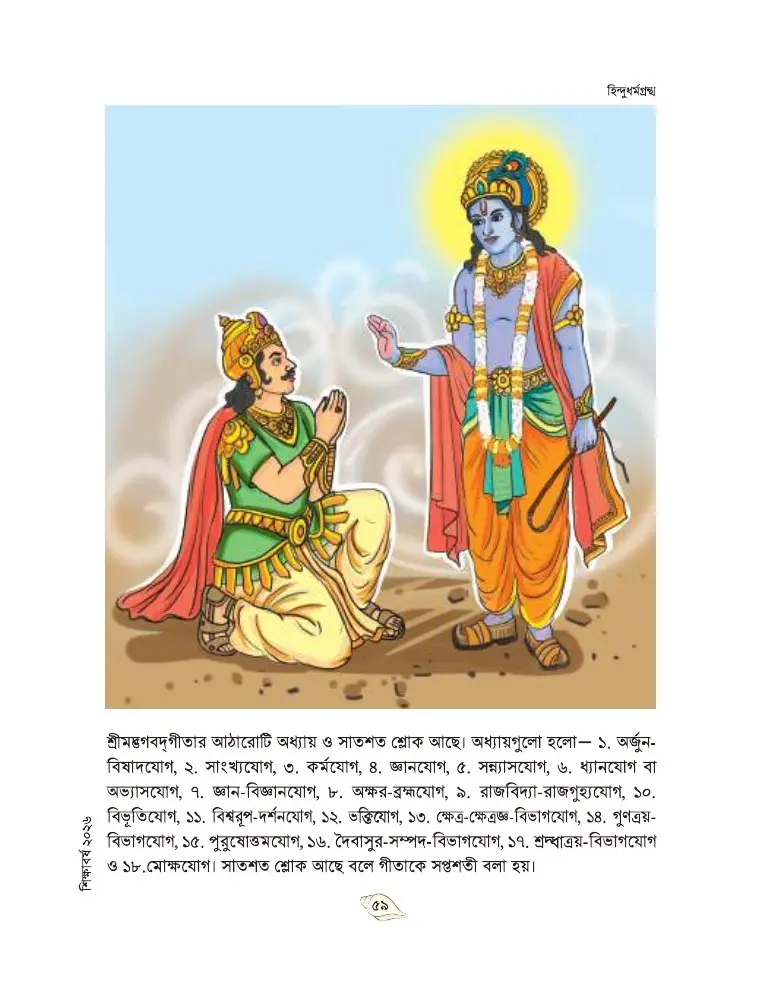 হিন্দুধর্মগ্রন্থ
শ্রীমদ্ভগবদ্‌গীতার আঠারোটি অধ্যায় ও সাতশত শ্লোক আছে। অধ্যায়গুলো হলো— ১. অর্জুন-
বিষাদযোগ, ২. সাংখ্যযোগ, ৩. কর্মযোগ, ৪. জ্ঞানযোগ, ৫. সন্ন্যাসযোগ, ৬. ধ্যানযোগ বা
অভ্যাসযোগ, ৭. জ্ঞান-বিজ্ঞানযোগ, ৮. অক্ষর-ব্রহ্মযোগ, ৯. রাজবিদ্যা-রাজগুহ্যযোগ, ১০.
বিভূতিযোগ, ১১. বিশ্বরূপ-দর্শনযোগ, ১২. ভক্তিযোগ, ১৩. ক্ষেত্র-ক্ষেত্রজ্ঞ-বিভাগযোগ, ১৪. গুণত্রয়-
বিভাগযোগ, ১৫. পুরুষোত্তমযোগ, ১৬. দৈবাসুর-সম্পদ-বিভাগযোগ, ১৭. শ্রদ্ধাত্রয়-বিভাগযোগ
ও ১৮.মোক্ষযোগ। সাতশত শ্লোক আছে বলে গীতাকে সপ্তশতী বলা হয়।
শিক্ষাবর্ষ ২০২৬
৫৯